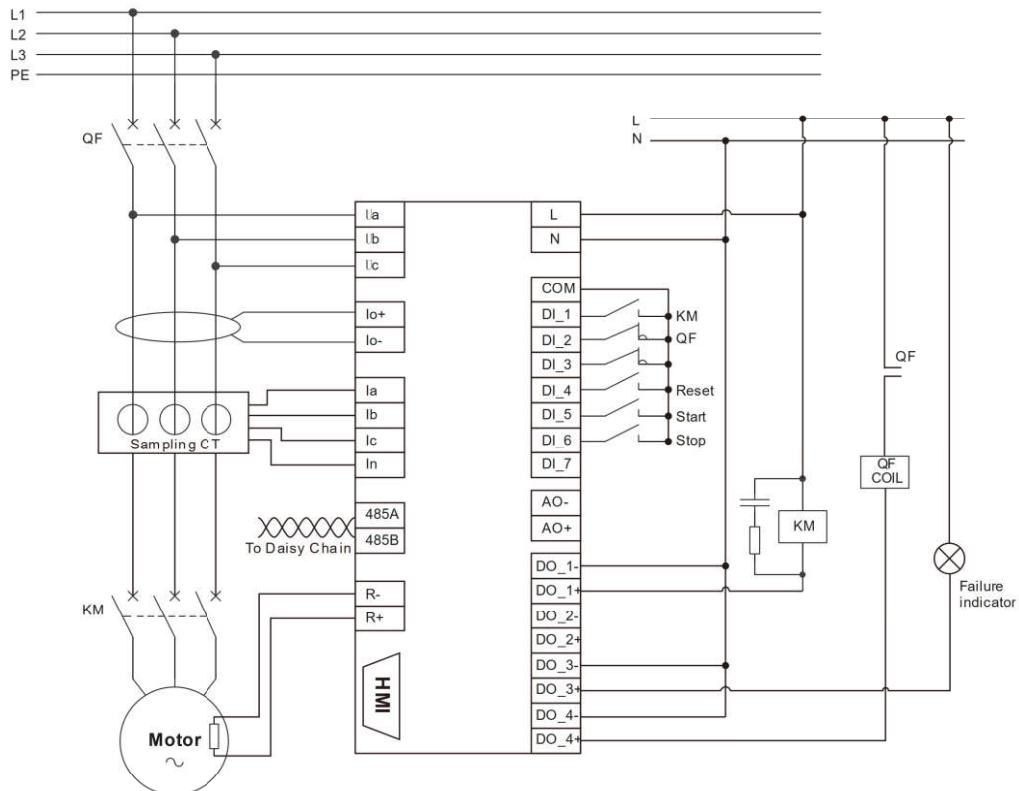 L1
L2
L3
PE
QF
L
N
Ua
Ub
Uc
Io+
Io-
Ia
Ib
Ic
In
Sampling CT
485A
485B
To Daisy Chain
R-
R+
HMI
KM
Motor
L
N
COM
DI_1
DI_2
DI_3
DI_4
DI_5
DI_6
DI_7
AO-
AO+
DO_1-
DO_1+
DO_2-
DO_2+
DO_3-
DO_3+
DO_4-
DO_4+
KM
QF
Reset
Start
Stop
KM
QF
QF
COIL
Failure
indicator